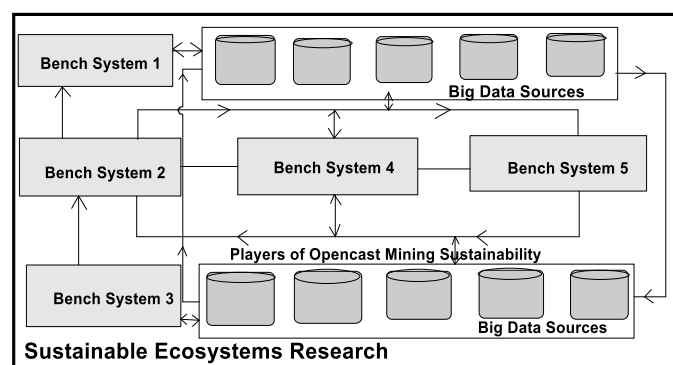 Bench System 1
Big Data Sources
Bench System 2
Bench System 4
Bench System 5
Players of Opencast Mining Sustainability
Bench System 3
Big Data Sources
Sustainable Ecosystems Research